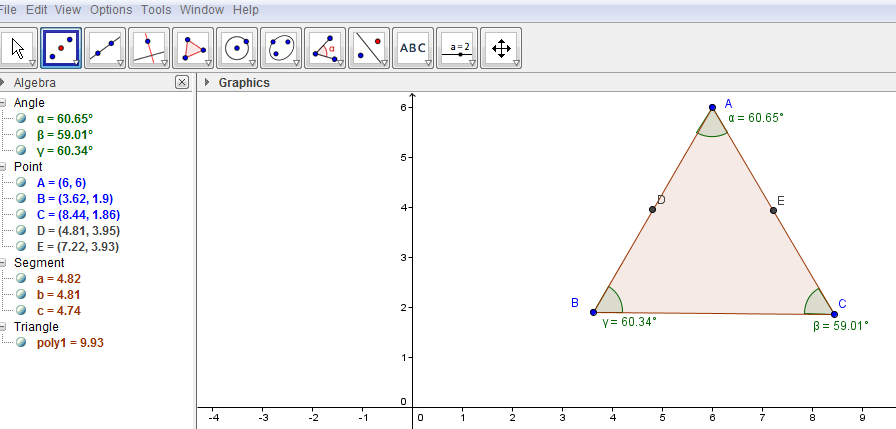 File Edit View Options Tools Window Help
ABC
a = 2
α
Algebra
Graphics
Angle
α = 60.65°
β = 59.01°
γ = 60.34°
Point
A = (6, 6)
B = (3.62, 1.9)
C = (8.44, 1.86)
D = (4.81, 3.95)
E = (7.22, 3.93)
Segment
a = 4.82
b = 4.81
c = 4.74
Triangle
poly1 = 9.93
6
5
4
3
2
1
0
-4 -3 -2 -1 0 1 2 3 4 5 6 7 8 9
A
α = 60.65°
D
E
B
C
γ = 60.34°
β = 59.01°